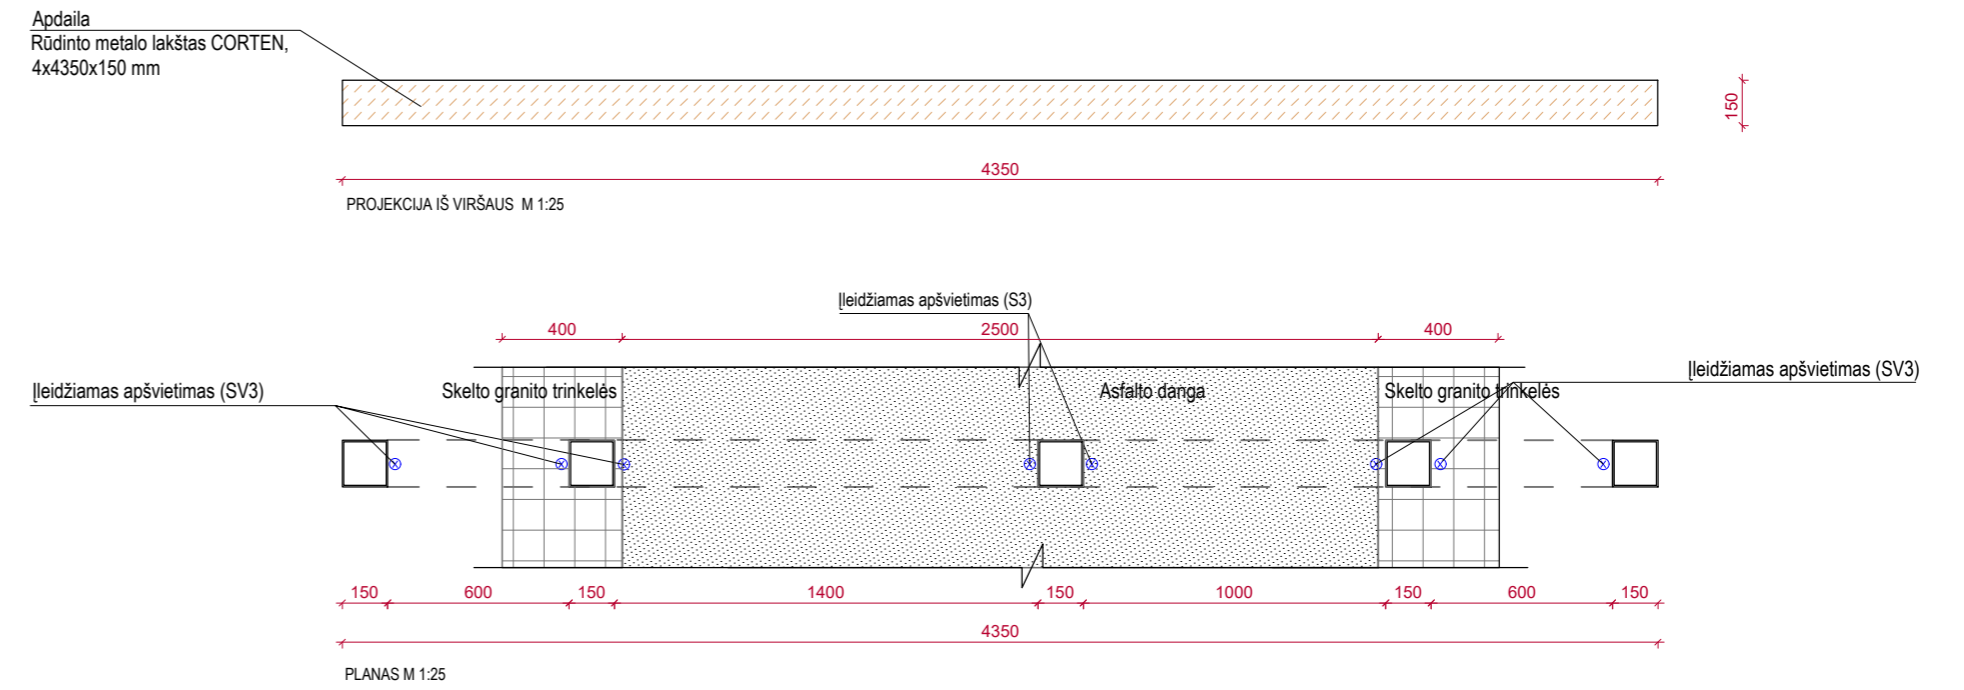 Apdaila
Rūdinto metalo lakštas CORTEN,
4x4350x150 mm
150
4350
PROJEKCIJA IŠ VIRŠAUS M 1:25
Įleidžiamas apšvietimas (S3)
400
2500
400
Įleidžiamas apšvietimas (SV3)
Įleidžiamas apšvietimas (SV3)
Skelto granito trinkelės
Asfalto danga
Skelto granito trinkelės
150
600
150
1400
150
1000
150
600
150
4350
PLANAS M 1:25